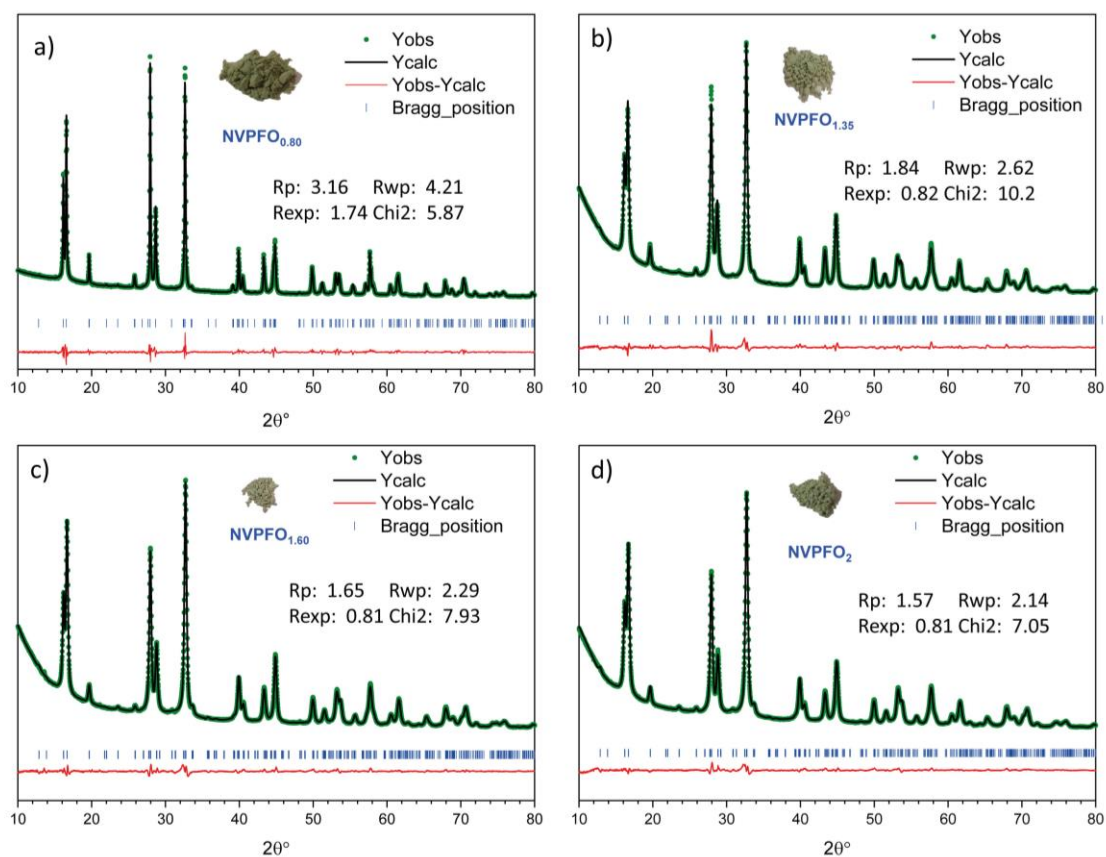 a)
Yobs
Ycalc
Yobs-Ycalc
Bragg_position
NVPFO0.80
Rp: 3.16 Rwp: 4.21
Rexp: 1.74 Chi2: 5.87
10 20 30 40 50 60 70 80
2θ°
b)
Yobs
Ycalc
Yobs-Ycalc
Bragg_position
NVPFO1.35
Rp: 1.84 Rwp: 2.62
Rexp: 0.82 Chi2: 10.2
10 20 30 40 50 60 70 80
2θ°
c)
Yobs
Ycalc
Yobs-Ycalc
Bragg_position
NVPFO1.60
Rp: 1.65 Rwp: 2.29
Rexp: 0.81 Chi2: 7.93
10 20 30 40 50 60 70 80
2θ°
d)
Yobs
Ycalc
Yobs-Ycalc
Bragg_position
NVPFO2
Rp: 1.57 Rwp: 2.14
Rexp: 0.81 Chi2: 7.05
10 20 30 40 50 60 70 80
2θ°